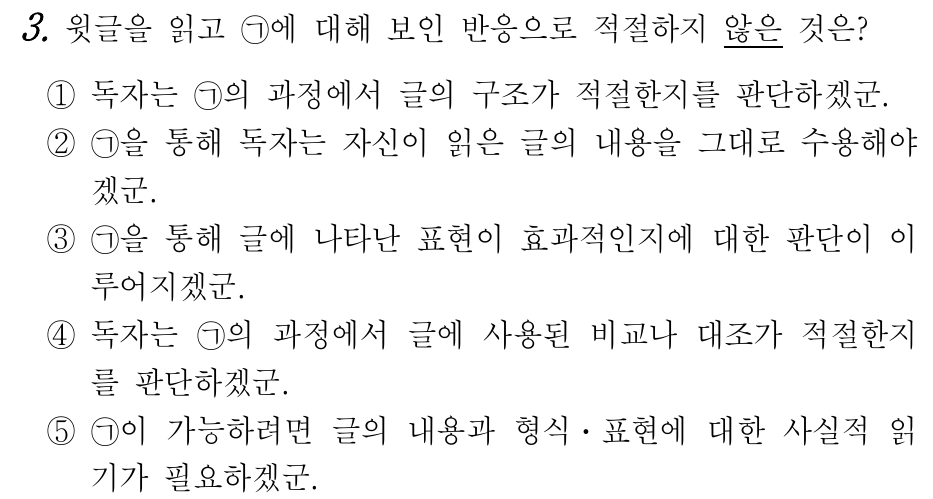 3. 윗글을 읽고 ㉠에 대해 보인 반응으로 적절하지 않은 것은?
① 독자는 ㉠의 과정에서 글의 구조가 적절한지를 판단하겠군.
② ㉠을 통해 독자는 자신이 읽은 글의 내용을 그대로 수용해야
겠군.
③ ㉠을 통해 글에 나타난 표현이 효과적인지에 대한 판단이 이
루어지겠군.
④ 독자는 ㉠의 과정에서 글에 사용된 비교나 대조가 적절한지
를 판단하겠군.
⑤ ㉠이 가능하려면 글의 내용과 형식・표현에 대한 사실적 읽
기가 필요하겠군.